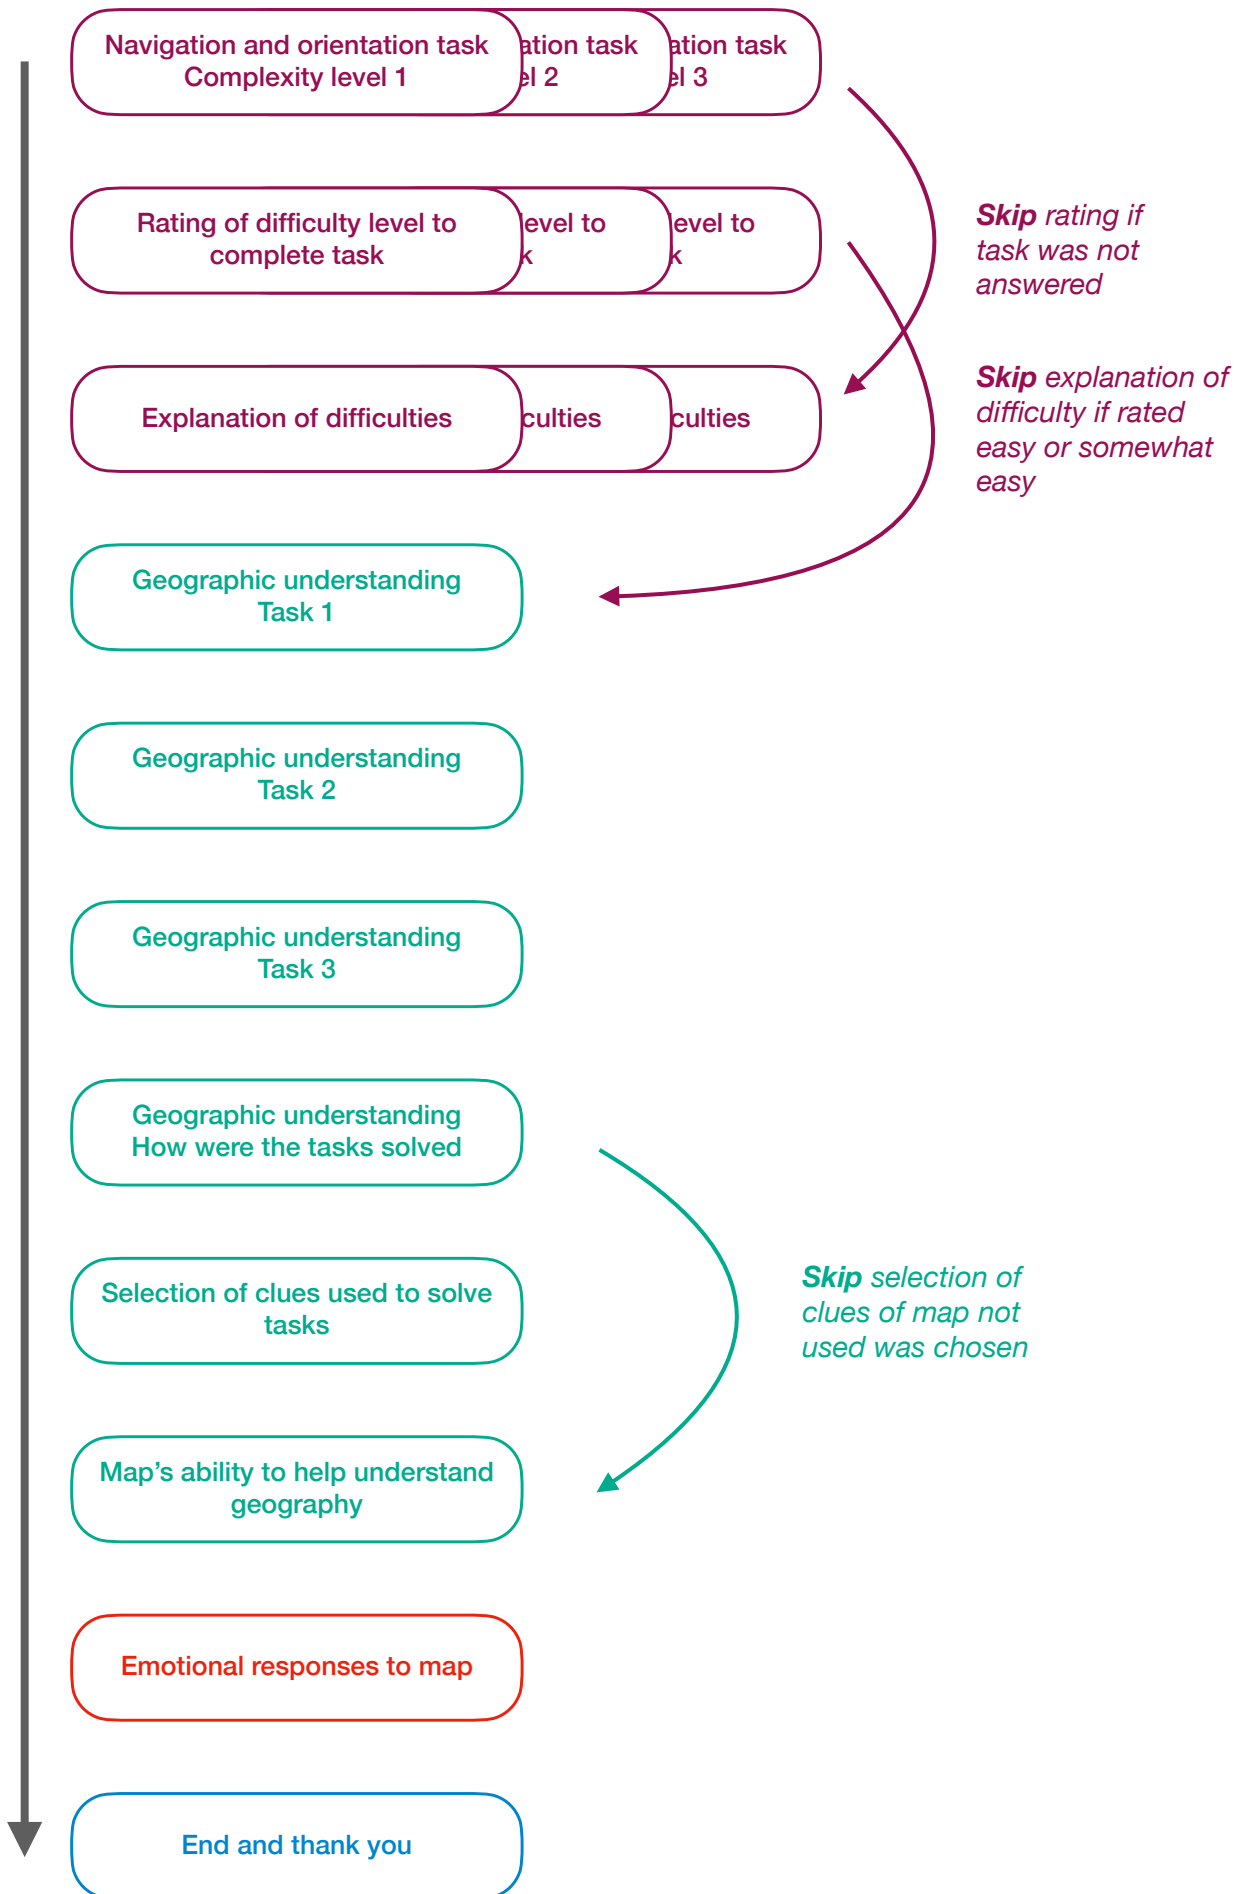 Navigation and orientation task
Complexity level 1
ation task
el 2
ation task
el 3
Rating of difficulty level to
complete task
level to
k
level to
k
Skip rating if
task was not
answered
Explanation of difficulties
culties
culties
Skip explanation of
difficulty if rated
easy or somewhat
easy
Geographic understanding
Task 1
Geographic understanding
Task 2
Geographic understanding
Task 3
Geographic understanding
How were the tasks solved
Selection of clues used to solve
tasks
Skip selection of
clues of map not
used was chosen
Map’s ability to help understand
geography
Emotional responses to map
End and thank you